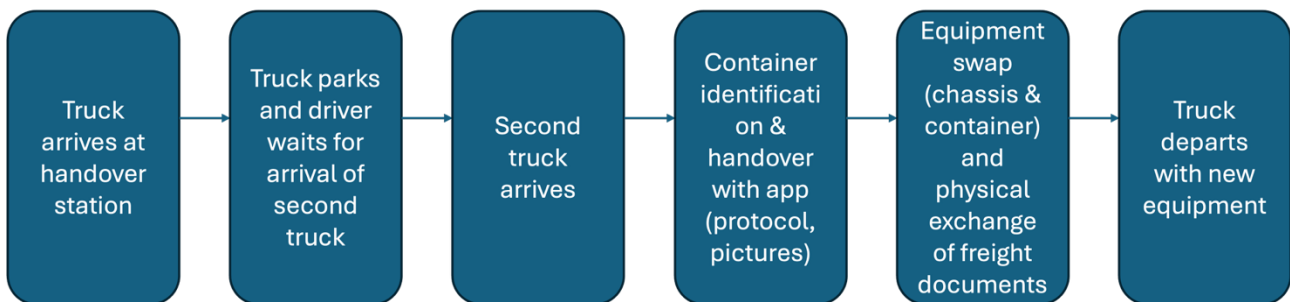 Truck
arrives at
handover
station
Truck parks
and driver
waits for
arrival of
second
truck
Second
truck
arrives
Container
identificati
on &
handover
with app
(protocol,
pictures)
Equipment
swap
(chassis &
container)
and
physical
exchange
of freight
documents
Truck
departs
with new
equipment